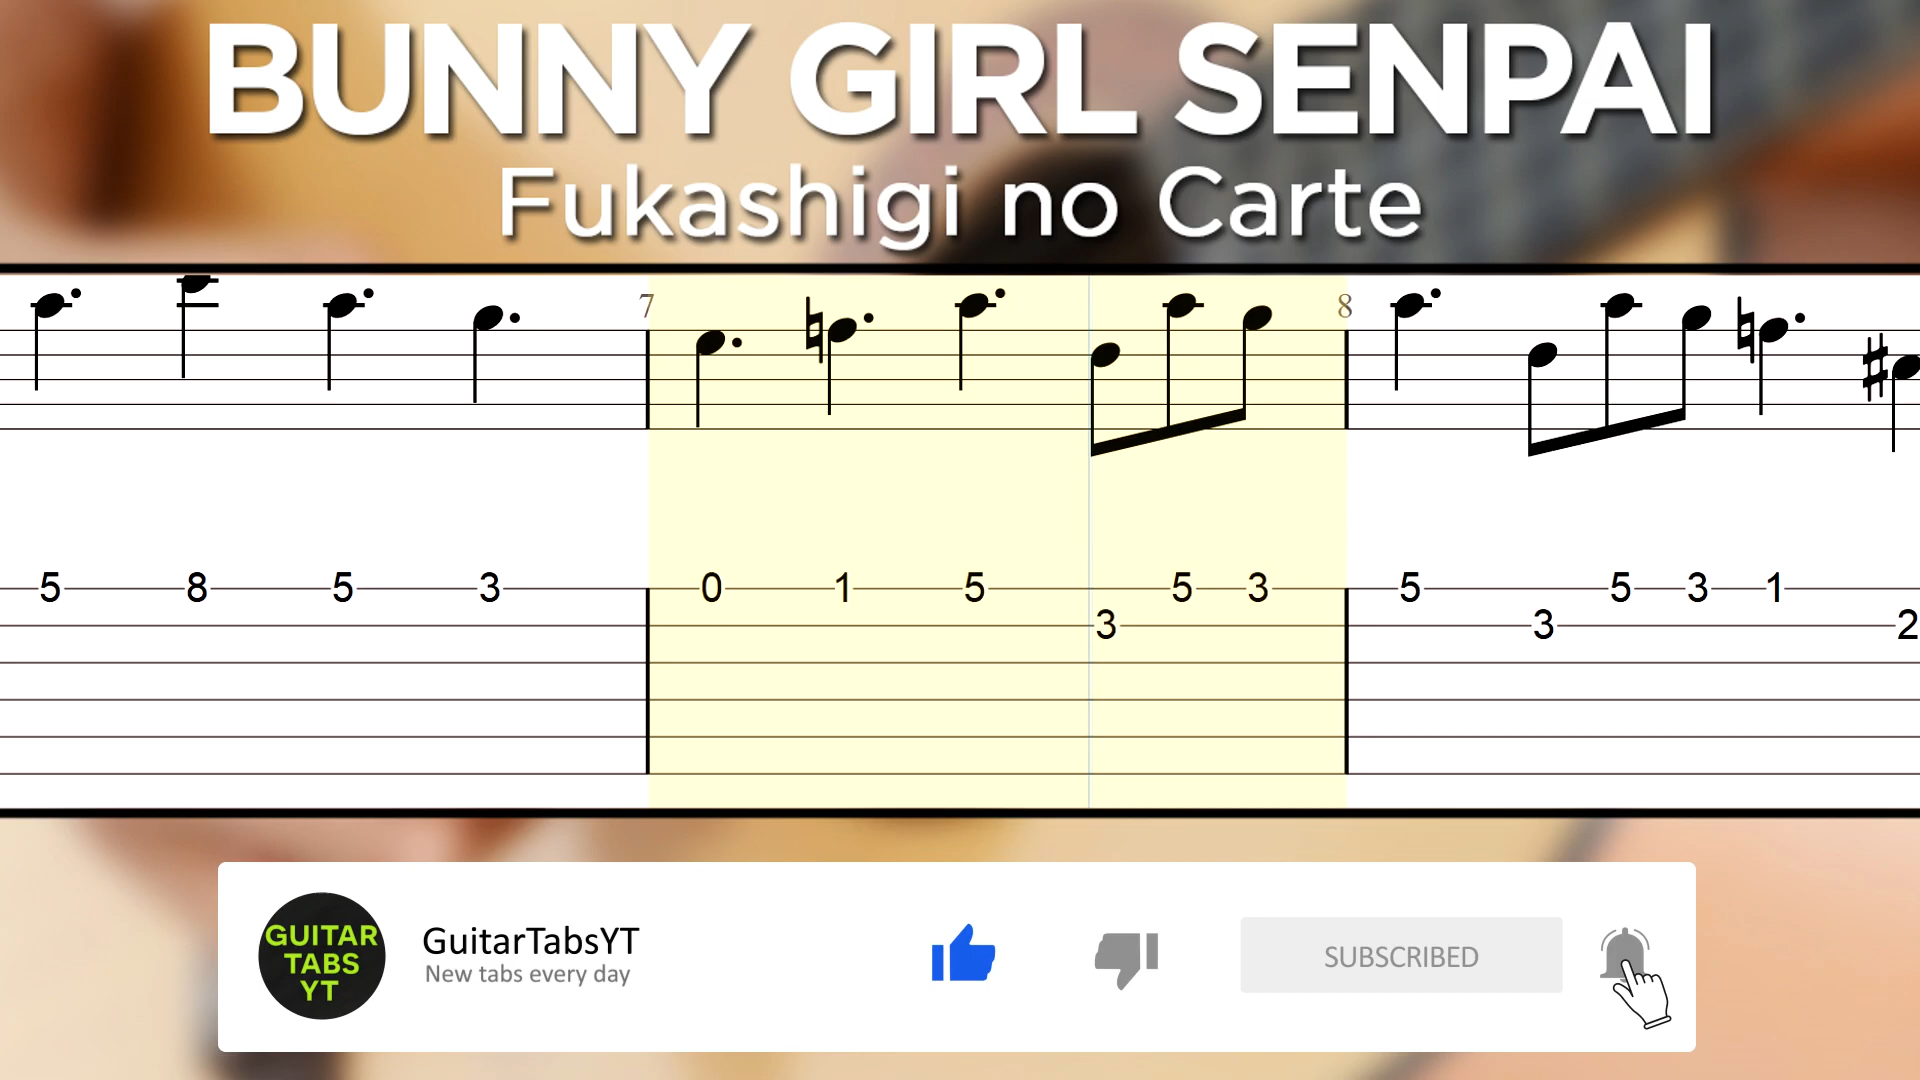 BUNNY GIRL SENPAI
Fukashigi no Carte
7 8
5 8 5 3 0 1 5 5 3 5 5 3 1
3 3 2
GUITAR
TABS
YT
GuitarTabsYT
New tabs every day
SUBSCRIBED